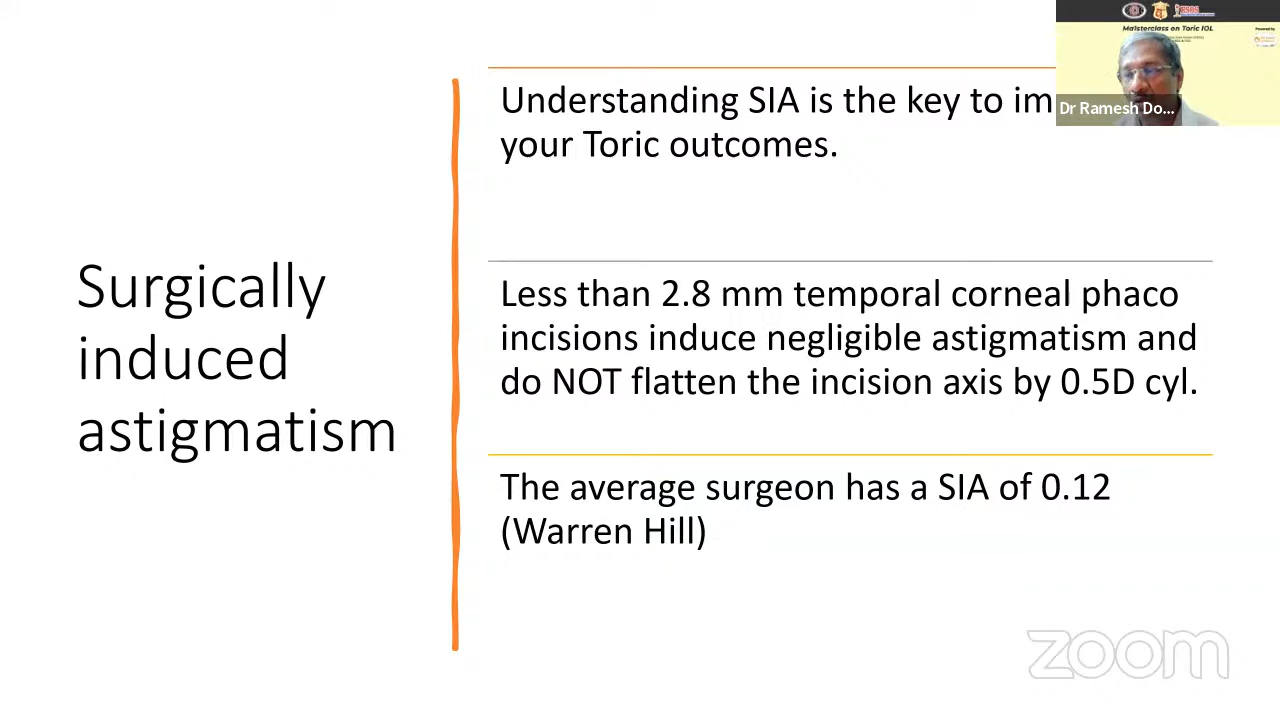 Surgically
induced
astigmatism
Understanding SIA is the key to im
your Toric outcomes.
Less than 2.8 mm temporal corneal phaco
incisions induce negligible astigmatism and
do NOT flatten the incision axis by 0.5D cyl.
The average surgeon has a SIA of 0.12
(Warren Hill)
Masterclass on Toric IOL
Dr Ramesh Do...
zoom